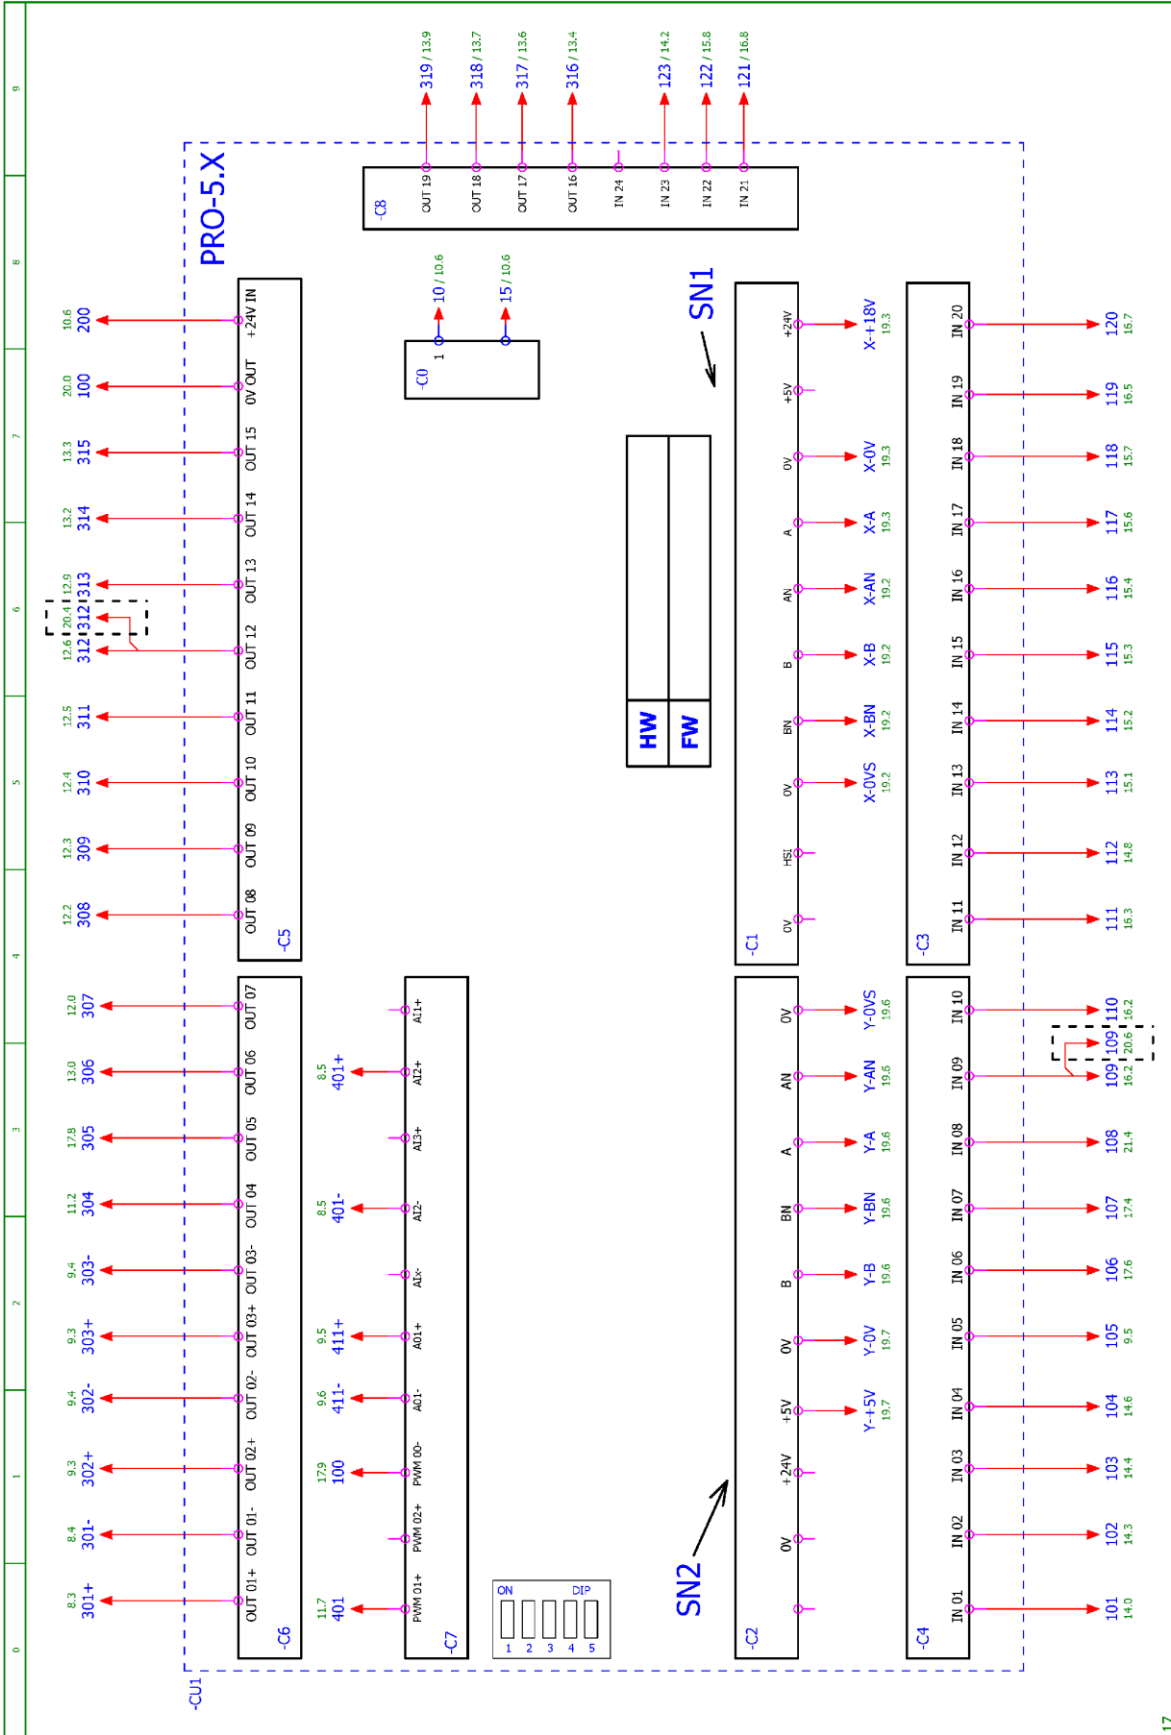 9
8
7
6
5
4
3
2
1
0
17
-CU1
PRO-5.X
200 10.6
100 20.0
315 13.3
314 13.2
313 12.9
312 20.4
312 12.6
311 12.5
310 12.4
309 12.3
308 12.2
307 12.0
306 13.0
305 17.8
304 11.2
303- 9.4
303+ 9.3
302- 9.4
302+ 9.3
301- 8.4
301+ 8.3
-C5
+24V IN
0V OUT
OUT 15
OUT 14
OUT 13
OUT 12
OUT 11
OUT 10
OUT 09
OUT 08
-C6
OUT 07
OUT 06
OUT 05
OUT 04
OUT 03-
OUT 03+
OUT 02-
OUT 02+
OUT 01-
OUT 01+
-C8
OUT 19
OUT 18
OUT 17
OUT 16
IN 24
IN 23
IN 22
IN 21
319 / 13.9
318 / 13.7
317 / 13.6
316 / 13.4
123 / 14.2
122 / 15.8
121 / 16.8
-C0
1
10 / 10.6
15 / 10.6
401+ 8.5
401- 8.5
411+ 9.5
411- 9.6
100 17.9
401 11.7
-C7
AI1+
AI2+
AI3+
AI2-
AIx-
A01+
A01-
PWM 00-
PWM 02+
PWM 01+
ON DIP
1 2 3 4 5
HW
FW
SN1
SN2
-C1
+24V
+5V
0V
A
AN
B
BN
0V
HSI
0V
X-+18V 19.3
X-0V 19.3
X-A 19.3
X-AN 19.2
X-B 19.2
X-BN 19.2
X-0VS 19.2
-C2
0V
AN
A
BN
B
0V
+5V
+24V
0V
Y-0VS 19.6
Y-AN 19.6
Y-A 19.6
Y-BN 19.6
Y-B 19.6
Y-0V 19.7
Y-+5V 19.7
-C3
IN 20
IN 19
IN 18
IN 17
IN 16
IN 15
IN 14
IN 13
IN 12
IN 11
-C4
IN 10
IN 09
IN 08
IN 07
IN 06
IN 05
IN 04
IN 03
IN 02
IN 01
120 16.7
119 16.5
118 15.7
117 15.6
116 15.4
115 15.3
114 15.2
113 15.1
112 14.8
111 16.3
110 16.2
109 20.6
109 16.2
108 21.4
107 17.4
106 17.6
105 9.5
104 14.6
103 14.4
102 14.3
101 14.0